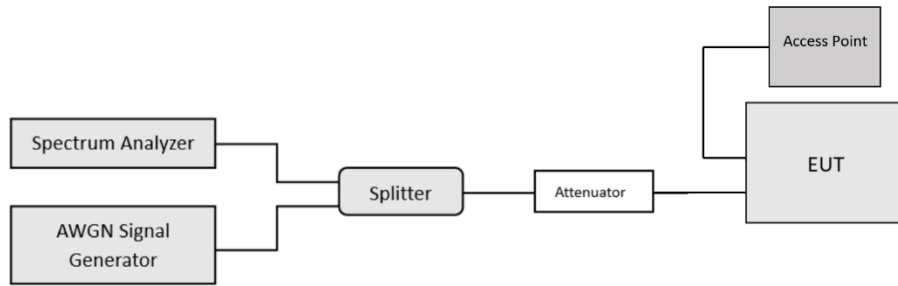 Access Point
Spectrum Analyzer
EUT
Splitter
Attenuator
AWGN Signal
Generator